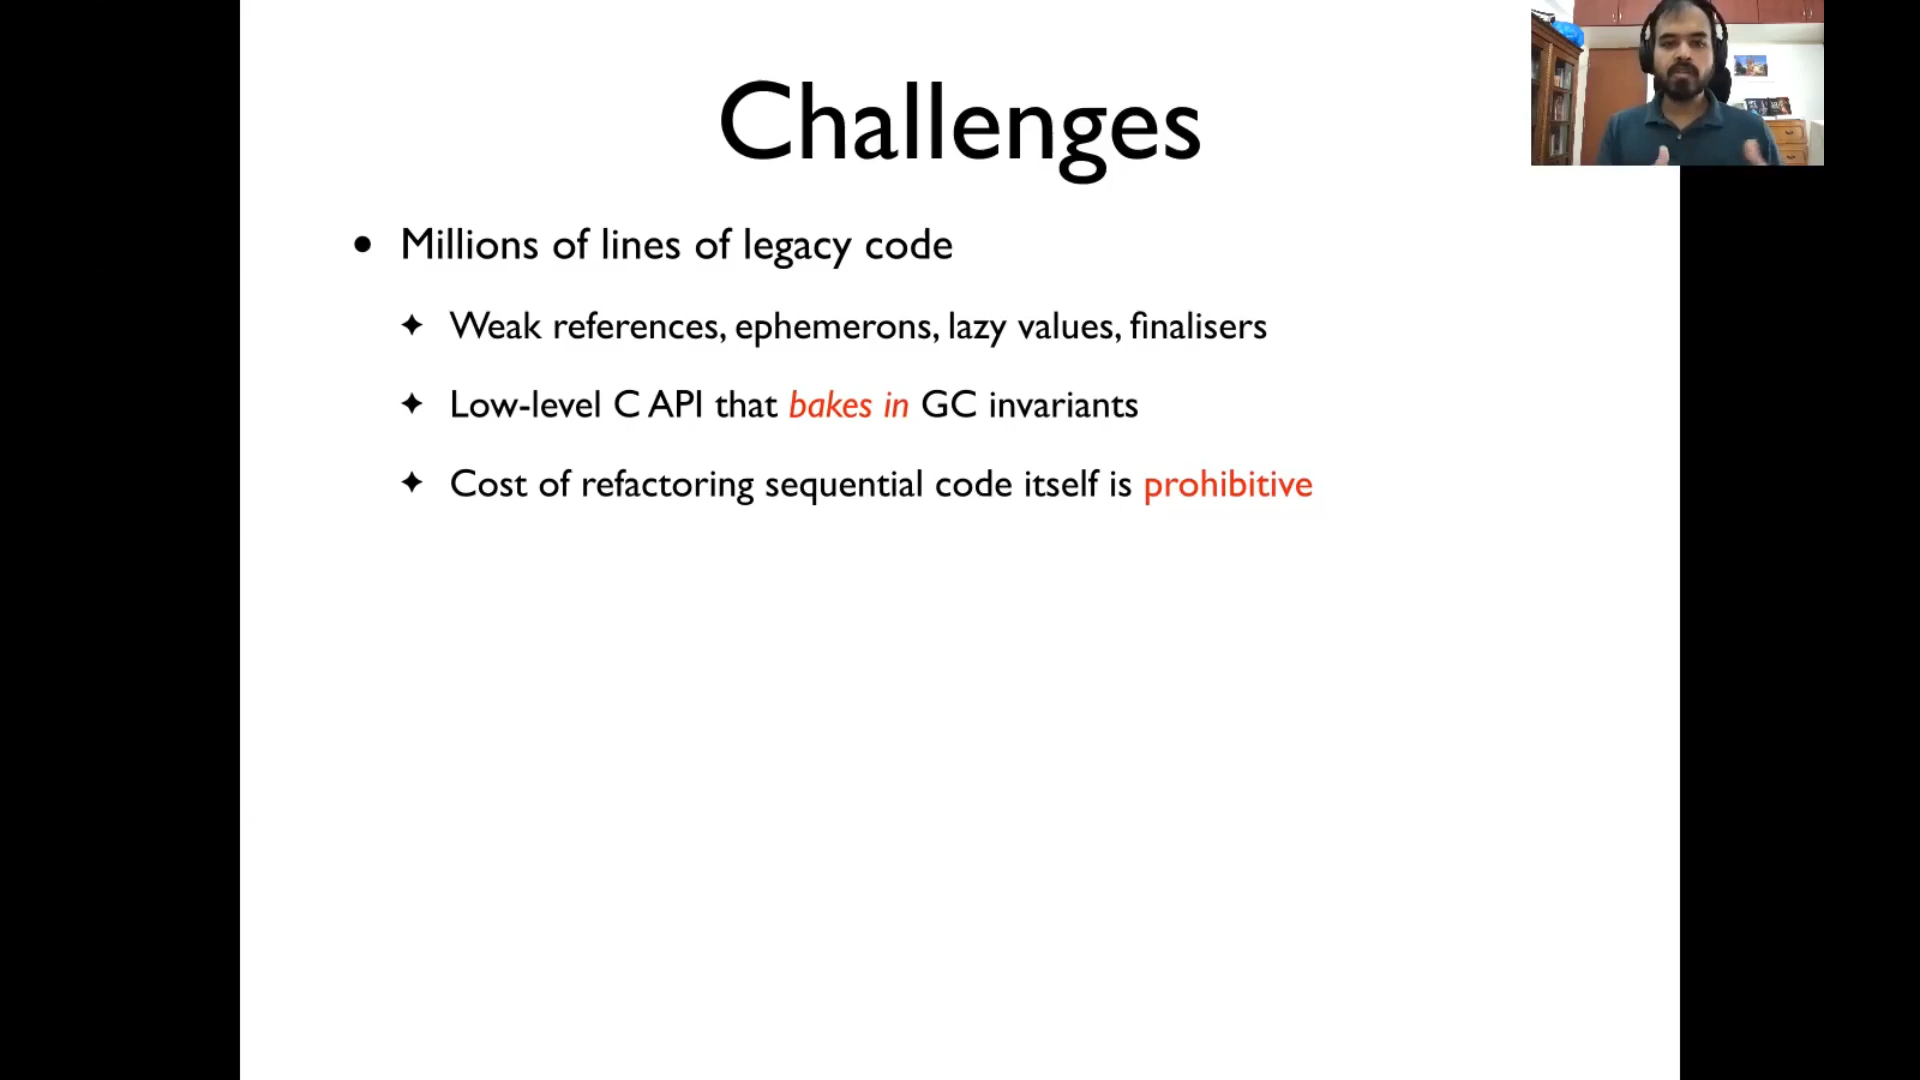 Challenges
• Millions of lines of legacy code
✦ Weak references, ephemerons, lazy values, finalisers
✦ Low-level C API that bakes in GC invariants
✦ Cost of refactoring sequential code itself is prohibitive